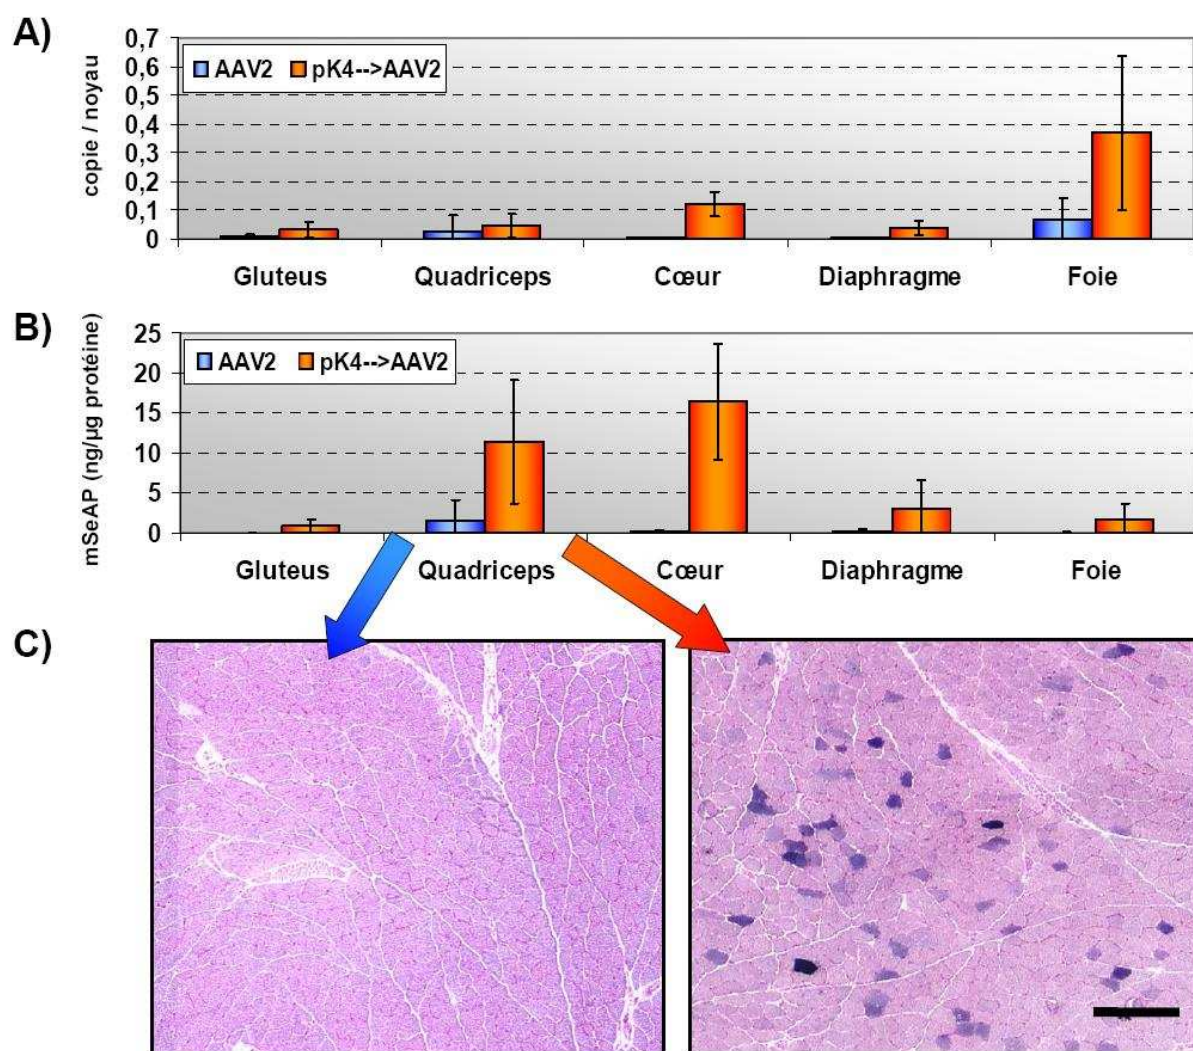 A)
copie / noyau
0,7
0,6
0,5
0,4
0,3
0,2
0,1
0
AAV2 pK4-->AAV2
Gluteus Quadriceps Cœur Diaphragme Foie
B)
mSeAP (ng/µg protéine)
25
20
15
10
5
0
AAV2 pK4-->AAV2
Gluteus Quadriceps Cœur Diaphragme Foie
C)